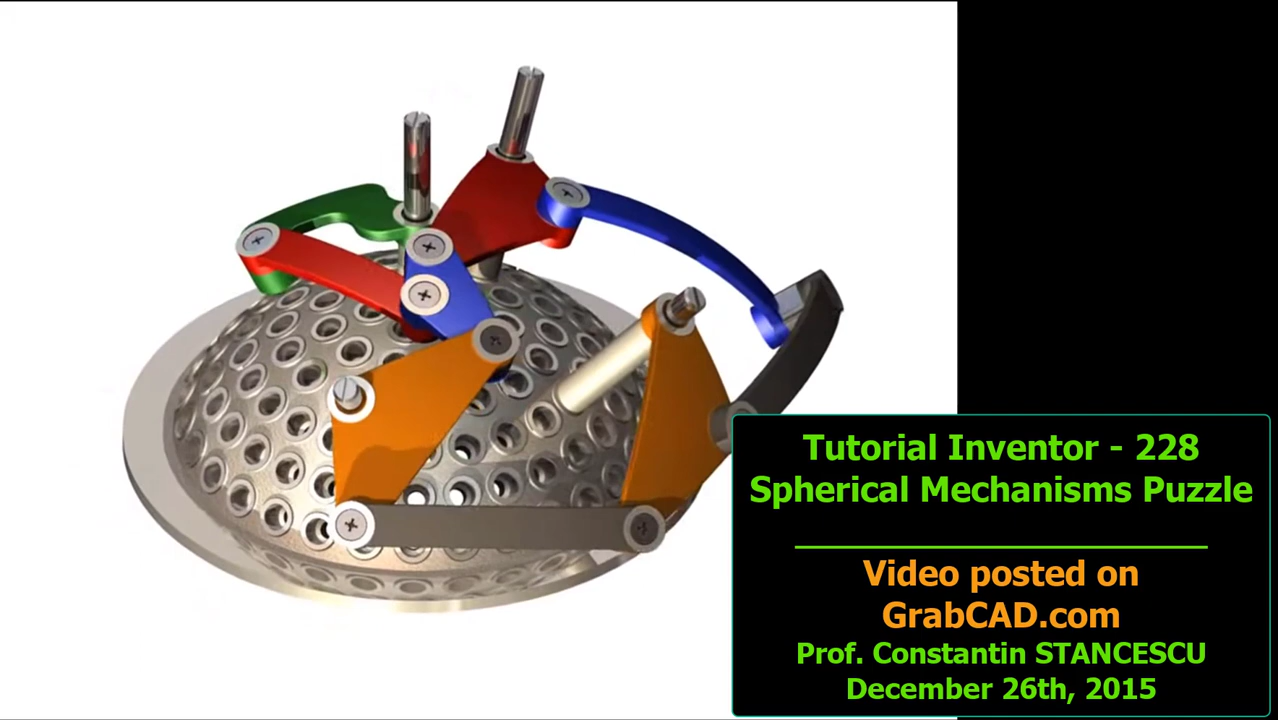 Tutorial Inventor - 228
Spherical Mechanisms Puzzle
Video posted on
GrabCAD.com
Prof. Constantin STANCESCU
December 26th, 2015